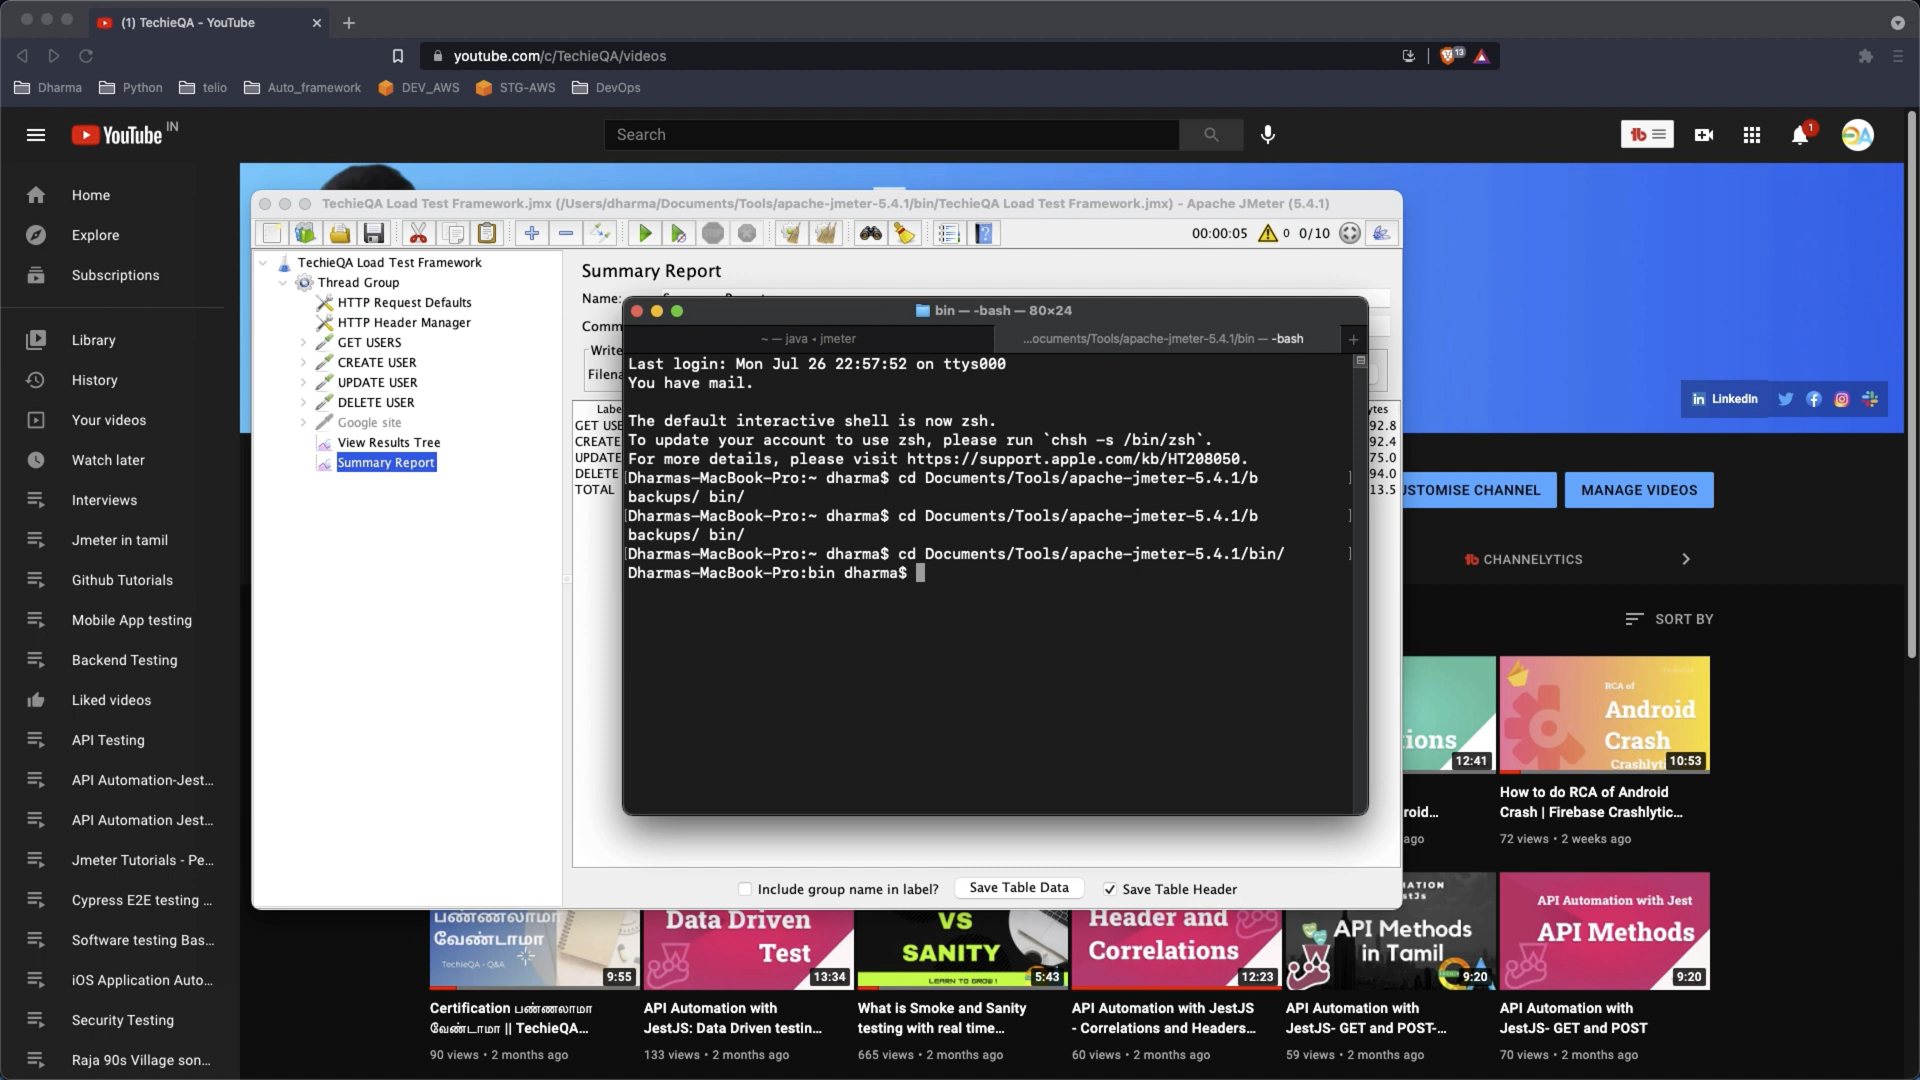 (1) TechieQA - YouTube
youtube.com/c/TechieQA/videos
13
Dharma
Python
telio
Auto_framework
DEV_AWS
STG-AWS
DevOps
YouTube IN
Search
1
Home
Explore
Subscriptions
Library
History
Your videos
Watch later
Interviews
Jmeter in tamil
Github Tutorials
Mobile App testing
Backend Testing
Liked videos
API Testing
API Automation-Jest...
API Automation Jest...
Jmeter Tutorials - Pe...
Cypress E2E testing ...
Software testing Bas...
iOS Application Auto...
Security Testing
Raja 90s Village son...
TechieQA Load Test Framework.jmx (/Users/dharma/Documents/Tools/apache-jmeter-5.4.1/bin/TechieQA Load Test Framework.jmx) - Apache JMeter (5.4.1)
00:00:05 0 0/10
TechieQA Load Test Framework
Thread Group
HTTP Request Defaults
HTTP Header Manager
GET USERS
CREATE USER
UPDATE USER
DELETE USER
Google site
View Results Tree
Summary Report
Summary Report
Name:
Comm
Write
Filena
Labe
GET USE
CREATE
UPDATE
DELETE
TOTAL
ytes
92.8
92.4
75.0
94.0
13.5
bin — -bash — 80×24
~ — java ◂ jmeter
...ocuments/Tools/apache-jmeter-5.4.1/bin — -bash
Last login: Mon Jul 26 22:57:52 on ttys000
You have mail.
The default interactive shell is now zsh.
To update your account to use zsh, please run `chsh -s /bin/zsh`.
For more details, please visit https://support.apple.com/kb/HT208050.
[Dharmas-MacBook-Pro:~ dharma$ cd Documents/Tools/apache-jmeter-5.4.1/b ]
backups/ bin/
[Dharmas-MacBook-Pro:~ dharma$ cd Documents/Tools/apache-jmeter-5.4.1/b ]
backups/ bin/
[Dharmas-MacBook-Pro:~ dharma$ cd Documents/Tools/apache-jmeter-5.4.1/bin/ ]
Dharmas-MacBook-Pro:bin dharma$
Include group name in label?
Save Table Data
Save Table Header
LinkedIn
USTOMISE CHANNEL
MANAGE VIDEOS
CHANNELYTICS
SORT BY
ions
12:41
roid...
ago
RCA of
Android
Crash
Crashlyti
10:53
How to do RCA of Android
Crash | Firebase Crashlytic...
72 views • 2 weeks ago
பண்ணலாமா
வேண்டாமா
TechieQA - Q&A
9:55
Certification பண்ணலாமா
வேண்டாமா || TechieQA...
90 views • 2 months ago
Data Driven
Test
13:34
API Automation with
JestJS: Data Driven testin...
133 views • 2 months ago
VS
SANITY
LEARN TO GROW !
5:43
What is Smoke and Sanity
testing with real time...
665 views • 2 months ago
Header and
Correlations
12:23
API Automation with JestJS
- Correlations and Headers...
60 views • 2 months ago
API Methods
in Tamil
9:20
API Automation with
JestJS- GET and POST-...
59 views • 2 months ago
API Automation with Jest
API Methods
9:20
API Automation with
JestJS- GET and POST
70 views • 2 months ago